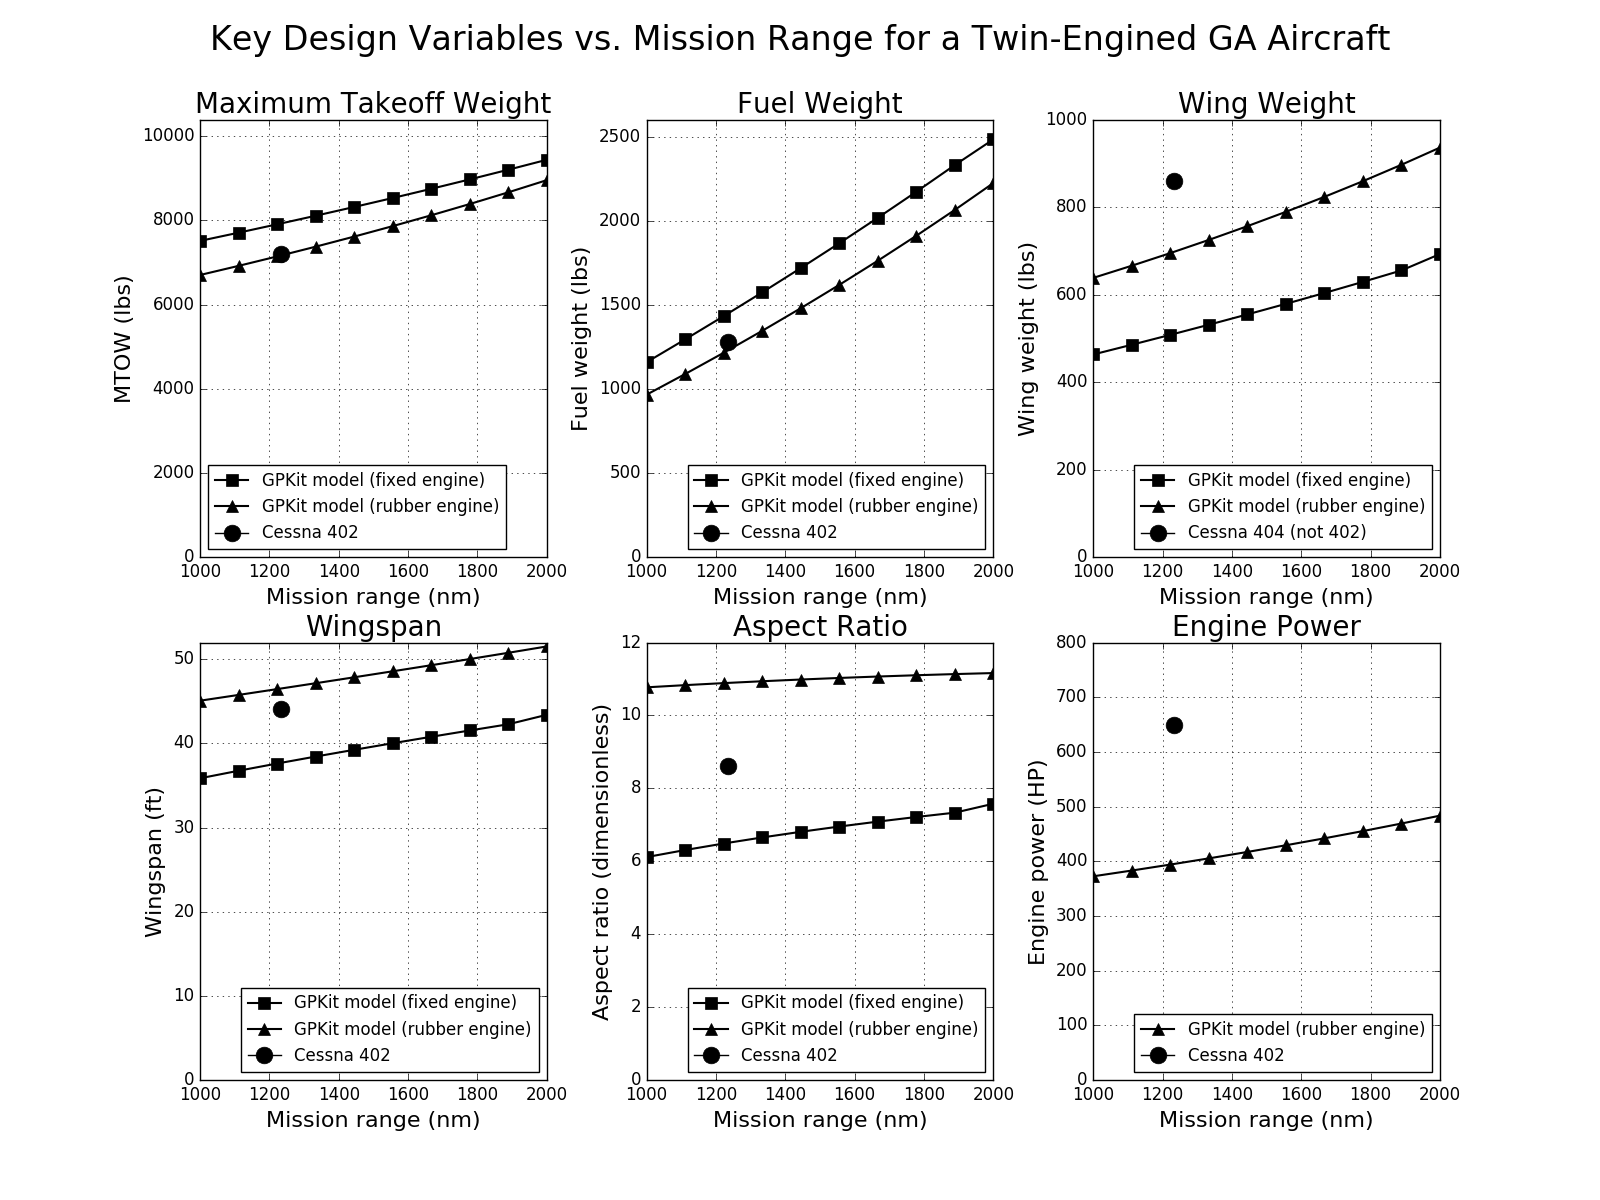 Key Design Variables vs. Mission Range for a Twin-Engined GA Aircraft
Maximum Takeoff Weight
MTOW (lbs)
10000
8000
6000
4000
2000
0
GPKit model (fixed engine)
GPKit model (rubber engine)
Cessna 402
1000 1200 1400 1600 1800 2000
Mission range (nm)
Fuel Weight
Fuel weight (lbs)
2500
2000
1500
1000
500
0
GPKit model (fixed engine)
GPKit model (rubber engine)
Cessna 402
1000 1200 1400 1600 1800 2000
Mission range (nm)
Wing Weight
Wing weight (lbs)
1000
800
600
400
200
0
GPKit model (fixed engine)
GPKit model (rubber engine)
Cessna 404 (not 402)
1000 1200 1400 1600 1800 2000
Mission range (nm)
Wingspan
Wingspan (ft)
50
40
30
20
10
0
GPKit model (fixed engine)
GPKit model (rubber engine)
Cessna 402
1000 1200 1400 1600 1800 2000
Mission range (nm)
Aspect Ratio
Aspect ratio (dimensionless)
12
10
8
6
4
2
0
GPKit model (fixed engine)
GPKit model (rubber engine)
Cessna 402
1000 1200 1400 1600 1800 2000
Mission range (nm)
Engine Power
Engine power (HP)
800
700
600
500
400
300
200
100
0
GPKit model (rubber engine)
Cessna 402
1000 1200 1400 1600 1800 2000
Mission range (nm)